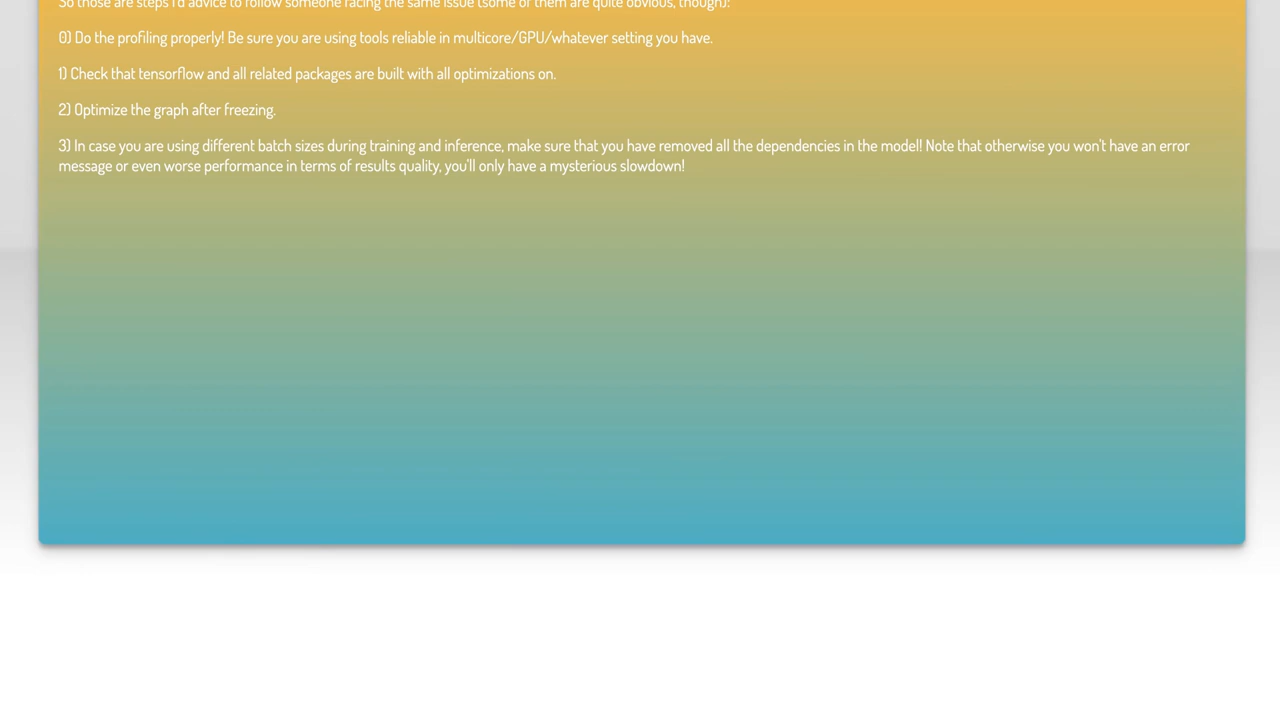 So those are steps I'd advice to follow someone facing the same issue (some of them are quite obvious, though):
0) Do the profiling properly! Be sure you are using tools reliable in multicore/GPU/whatever setting you have.
1) Check that tensorflow and all related packages are built with all optimizations on.
2) Optimize the graph after freezing.
3) In case you are using different batch sizes during training and inference, make sure that you have removed all the dependencies in the model! Note that otherwise you won't have an error
message or even worse performance in terms of results quality, you'll only have a mysterious slowdown!